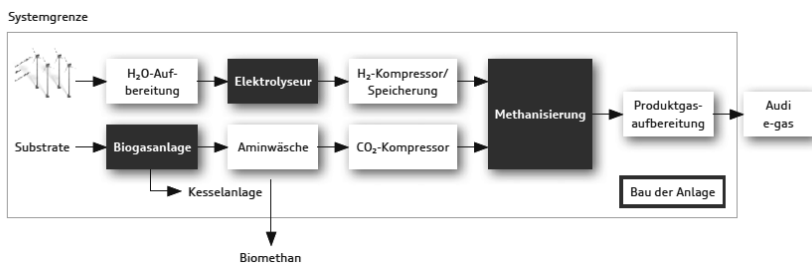 Systemgrenze
H₂O-Auf-
bereitung
Elektrolyseur
H₂-Kompressor/
Speicherung
Methanisierung
Produktgas-
aufbereitung
Audi
e-gas
Substrate
Biogasanlage
Aminwäsche
CO₂-Kompressor
Kesselanlage
Bau der Anlage
Biomethan